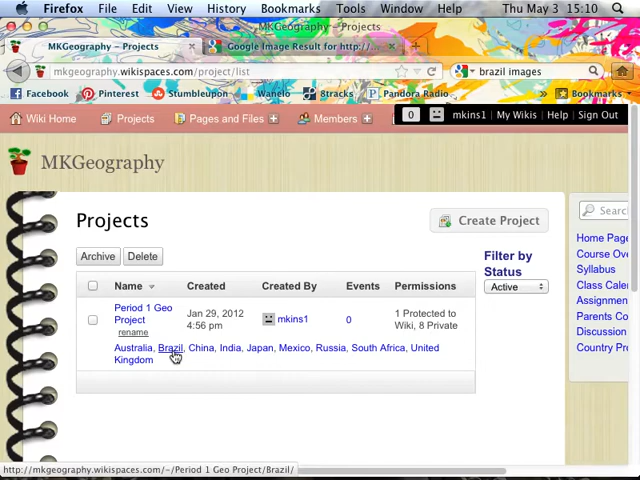 Firefox File Edit View History Bookmarks Tools Window Help Thu May 3 15:10
MKGeography – Projects
MKGeography – Projects Google Image Result for http://...
mkgeography.wikispaces.com/project/list brazil images
Facebook Pinterest Stumbleupon Wanelo 8tracks Pandora Radio Bookmarks
Wiki Home Projects Pages and Files Members 0 mkins1 My Wikis Help Sign Out
MKGeography
Projects
Create Project
Search
Archive Delete
Filter by
Status
Active
Home Page
Course Ove
Syllabus
Class Calen
Assignmen
Parents Co
Discussion
Country Pr
Name Created Created By Events Permissions
Period 1 Geo
Project
rename
Jan 29, 2012
4:56 pm
mkins1
0
1 Protected to
Wiki, 8 Private
Australia, Brazil, China, India, Japan, Mexico, Russia, South Africa, United
Kingdom
http://mkgeography.wikispaces.com/~/Period 1 Geo Project/Brazil/